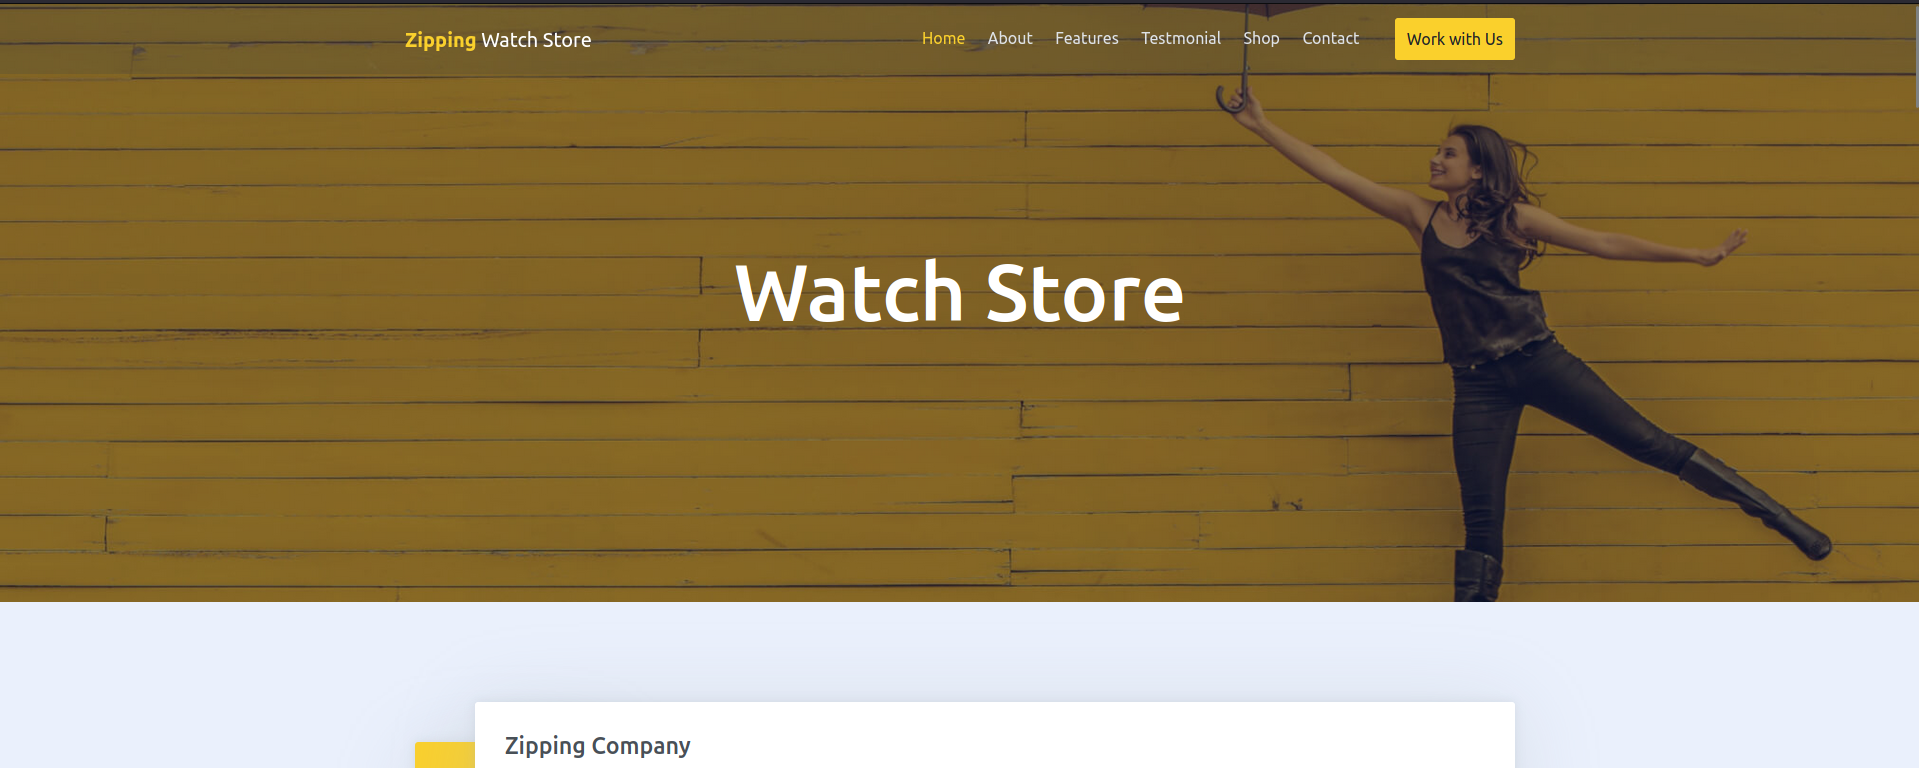 Zipping Watch Store
Home About Features Testmonial Shop Contact Work with Us
Watch Store
Zipping Company